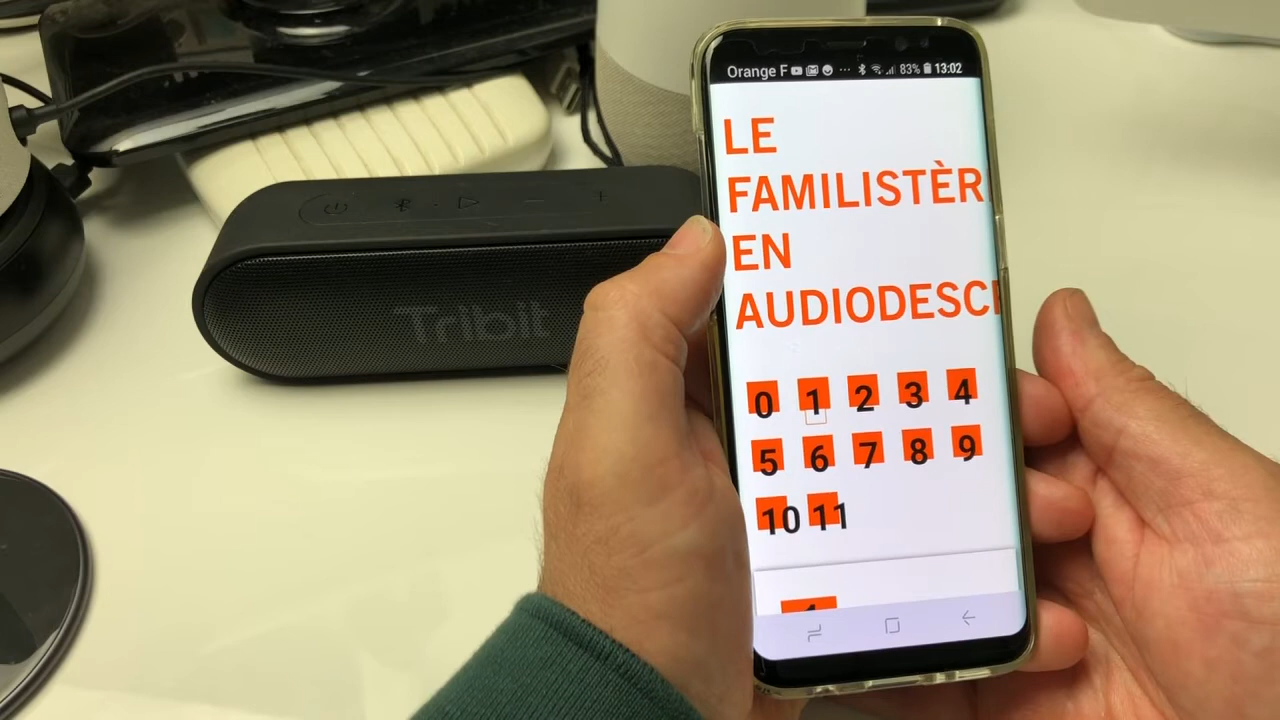 Orange F ... 83% 13:02
LE
FAMILISTÈR
EN
AUDIODESC
0 1 2 3 4
5 6 7 8 9
10 11
Tribit